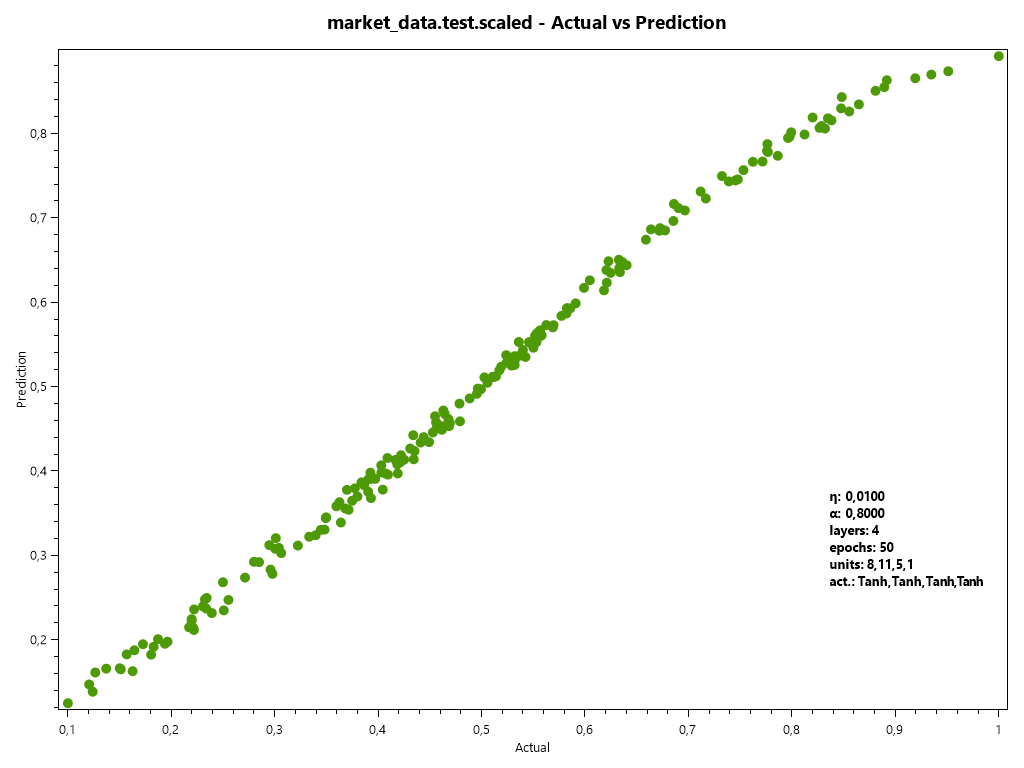 market_data.test.scaled - Actual vs Prediction
0,8
0,7
0,6
0,5
0,4
0,3
0,2
Prediction
η: 0,0100
α: 0,8000
layers: 4
epochs: 50
units: 8,11,5,1
act.: Tanh,Tanh,Tanh,Tanh
0,1 0,2 0,3 0,4 0,5 0,6 0,7 0,8 0,9 1
Actual